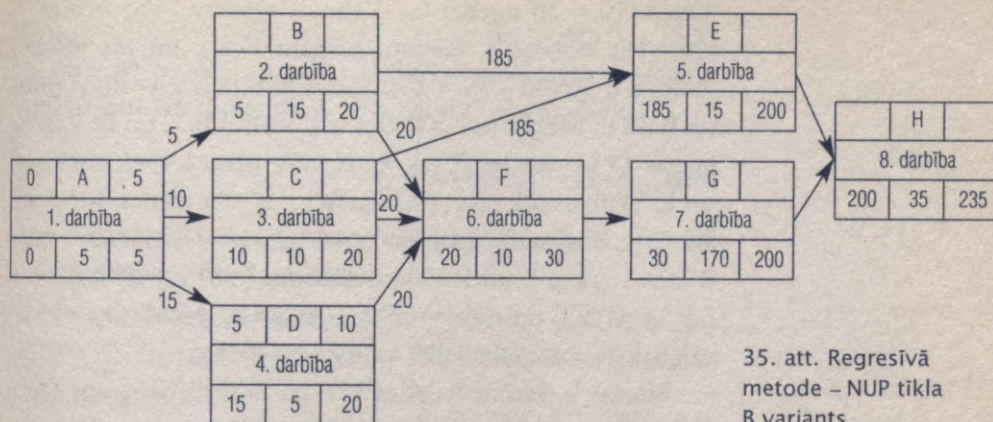 B
2. darbība
5 15 20
E
5. darbība
185 15 200
185
185
H
8. darbība
200 35 235
5
20
0 A 5
1. darbība
0 5 5
10
C
3. darbība
10 10 20
20
F
6. darbība
20 10 30
G
7. darbība
30 170 200
15
20
5 D 10
4. darbība
15 5 20
35. att. Regresīvā
metode – NUP tīkla
B variants